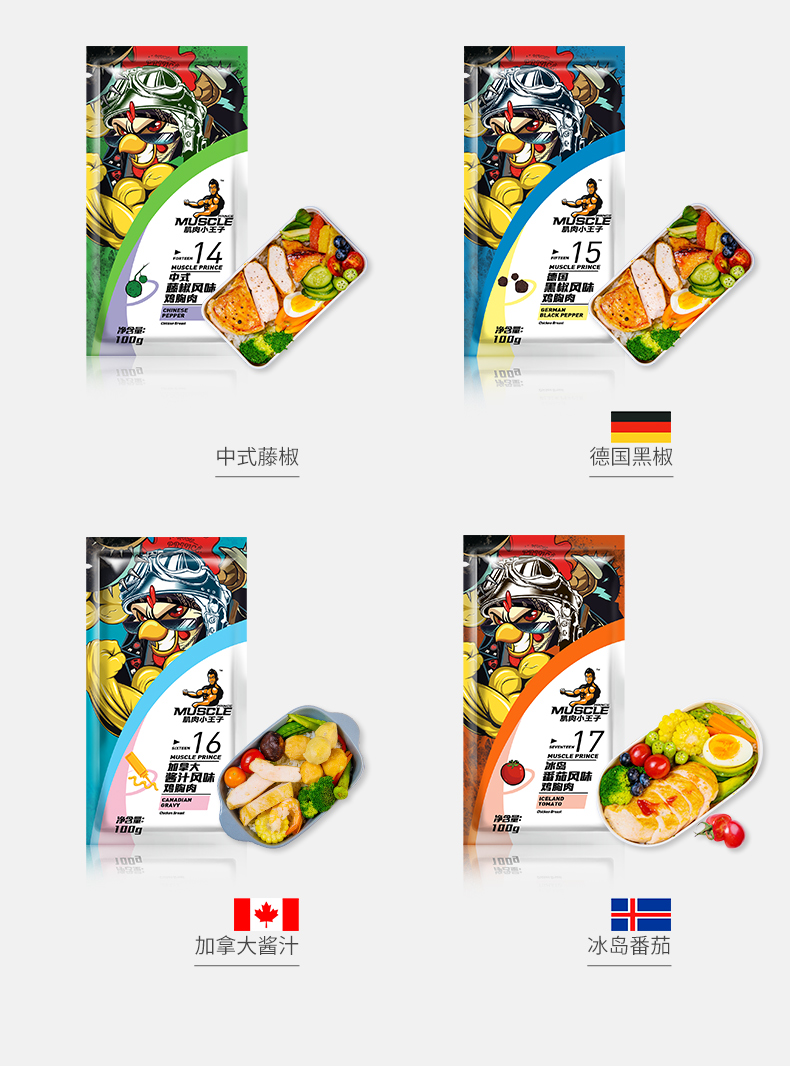 MUSCLE
肌肉小王子
FORTEEN 14
MUSCLE PRINCE
中式
藤椒风味
鸡胸肉
CHINESE
PEPPER
Chicken Breast
净含量:
100g
中式藤椒
MUSCLE
肌肉小王子
FIFTEEN 15
MUSCLE PRINCE
德国
黑椒风味
鸡胸肉
GERMAN
BLACK PEPPER
Chicken Breast
净含量:
100g
德国黑椒
MUSCLE
肌肉小王子
SIXTEEN 16
MUSCLE PRINCE
加拿大
酱汁风味
鸡胸肉
CANADIAN
GRAVY
Chicken Breast
净含量:
100g
加拿大酱汁
MUSCLE
肌肉小王子
SEVENTEEN 17
MUSCLE PRINCE
冰岛
番茄风味
鸡胸肉
ICELAND
TOMATO
Chicken Breast
净含量:
100g
冰岛番茄